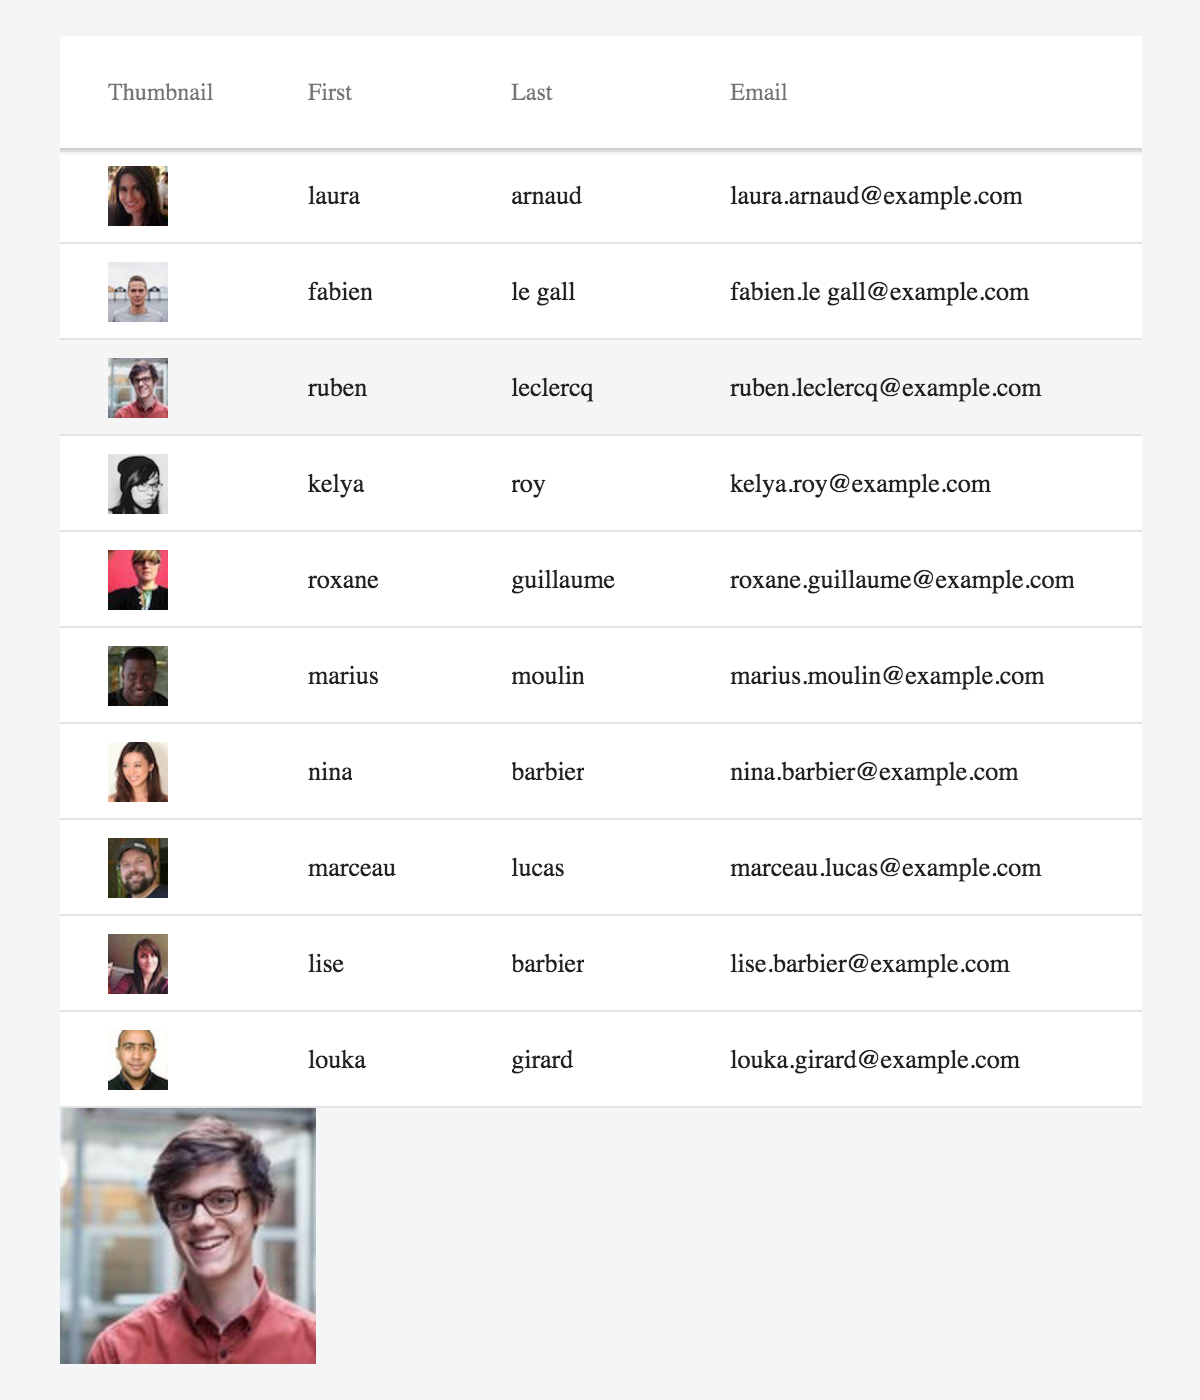 Thumbnail First Last Email
laura arnaud laura.arnaud@example.com
fabien le gall fabien.le gall@example.com
ruben leclercq ruben.leclercq@example.com
kelya roy kelya.roy@example.com
roxane guillaume roxane.guillaume@example.com
marius moulin marius.moulin@example.com
nina barbier nina.barbier@example.com
marceau lucas marceau.lucas@example.com
lise barbier lise.barbier@example.com
louka girard louka.girard@example.com